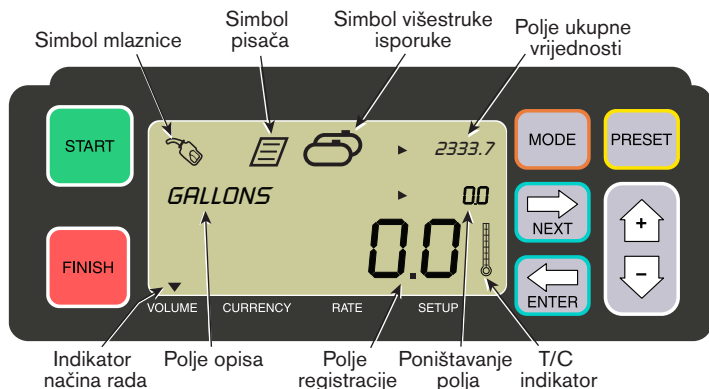 Simbol mlaznice
Simbol
pisača
Simbol višestruke
isporuke
Polje ukupne
vrijednosti
START
FINISH
2333.7
GALLONS
0.0
0.0
VOLUME CURRENCY RATE SETUP
MODE
PRESET
NEXT
ENTER
+
−
Indikator
načina rada
Polje opisa
Polje
registracije
Poništavanje
polja
T/C
indikator